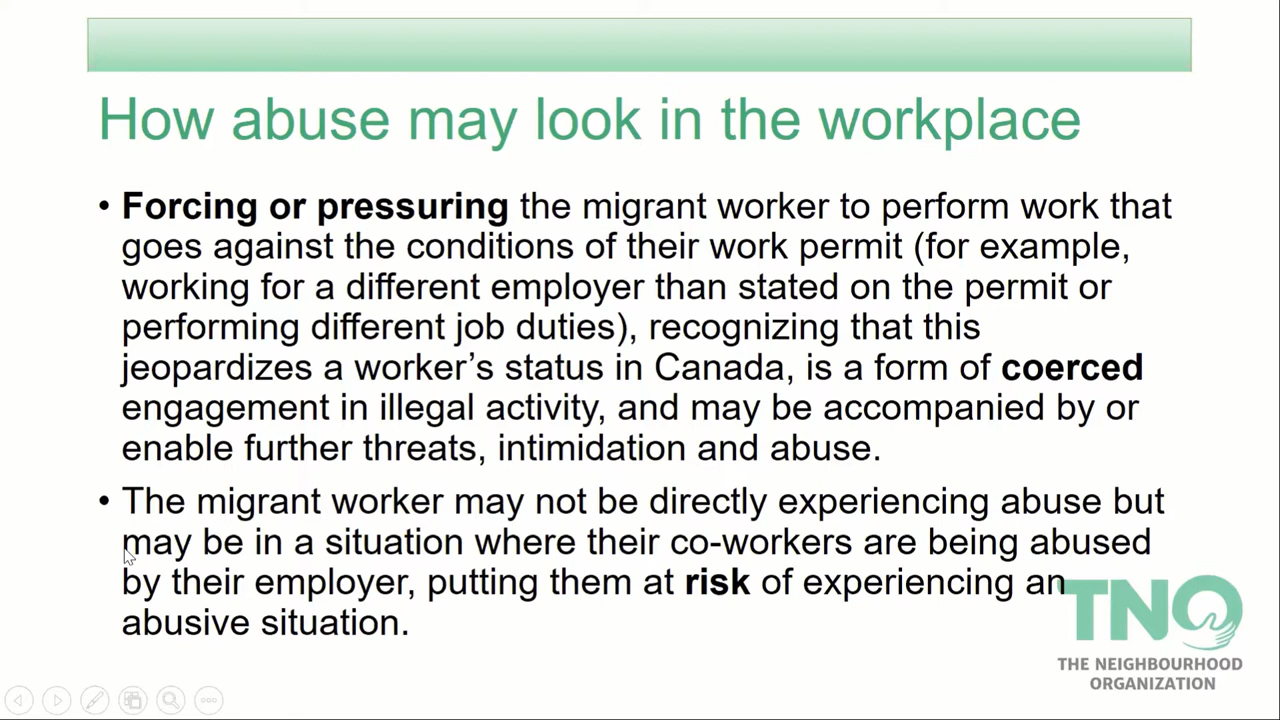 How abuse may look in the workplace
• Forcing or pressuring the migrant worker to perform work that
goes against the conditions of their work permit (for example,
working for a different employer than stated on the permit or
performing different job duties), recognizing that this
jeopardizes a worker’s status in Canada, is a form of coerced
engagement in illegal activity, and may be accompanied by or
enable further threats, intimidation and abuse.
• The migrant worker may not be directly experiencing abuse but
may be in a situation where their co-workers are being abused
by their employer, putting them at risk of experiencing an
abusive situation.
TNO
THE NEIGHBOURHOOD
ORGANIZATION